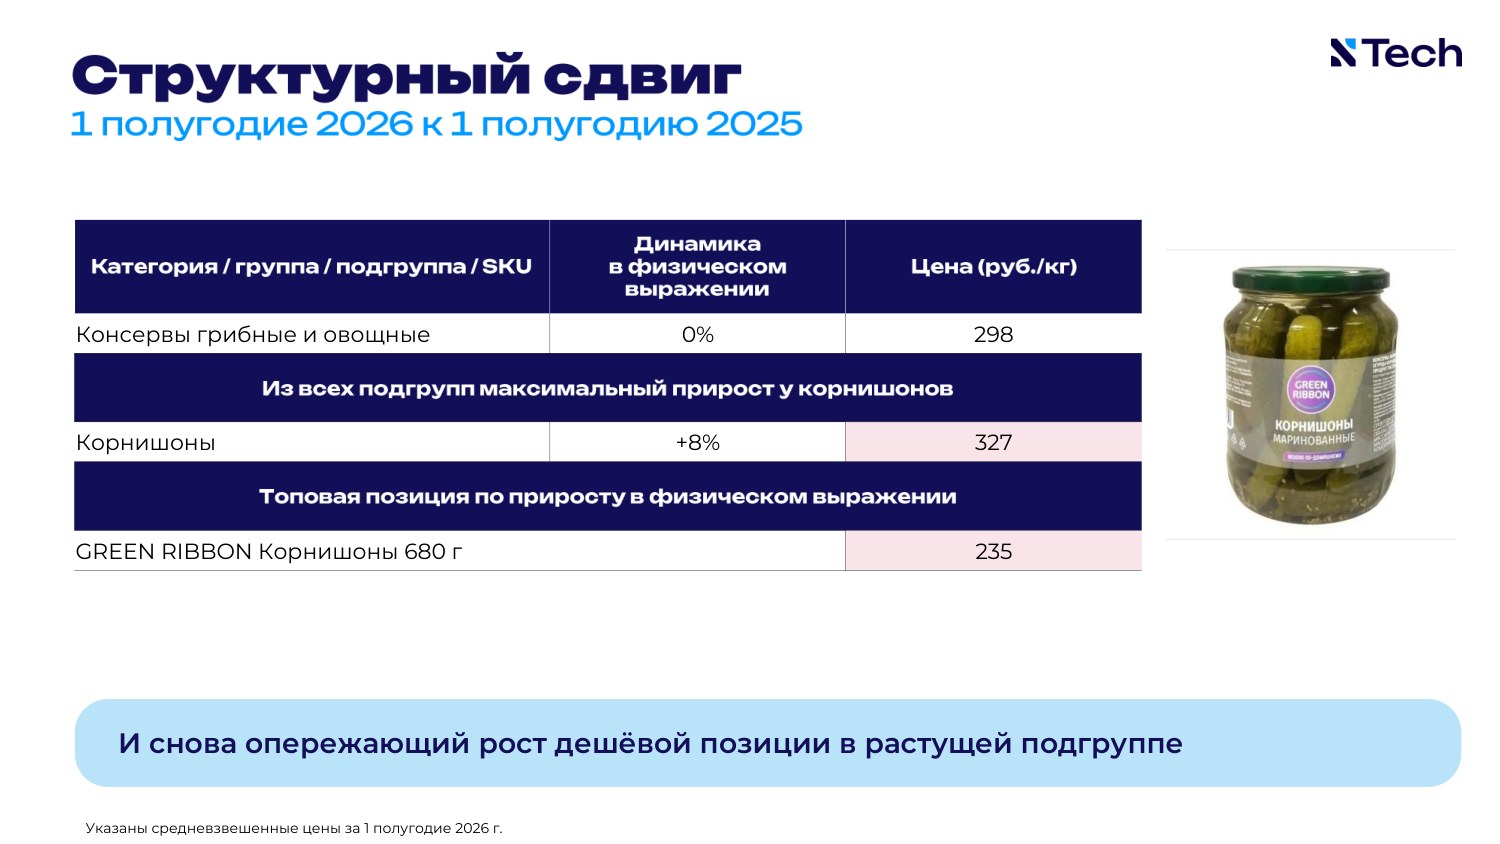 Структурный сдвиг
1 полугодие 2026 к 1 полугодию 2025
Tech
Категория / группа / подгруппа / SKU
Динамика
в физическом
выражении
Цена (руб./кг)
Консервы грибные и овощные 0% 298
Из всех подгрупп максимальный прирост у корнишонов
Корнишоны +8% 327
Топовая позиция по приросту в физическом выражении
GREEN RIBBON Корнишоны 680 г 235
GREEN
RIBBON
КОРНИШОНЫ
МАРИНОВАННЫЕ
И снова опережающий рост дешёвой позиции в растущей подгруппе
Указаны средневзвешенные цены за 1 полугодие 2026 г.